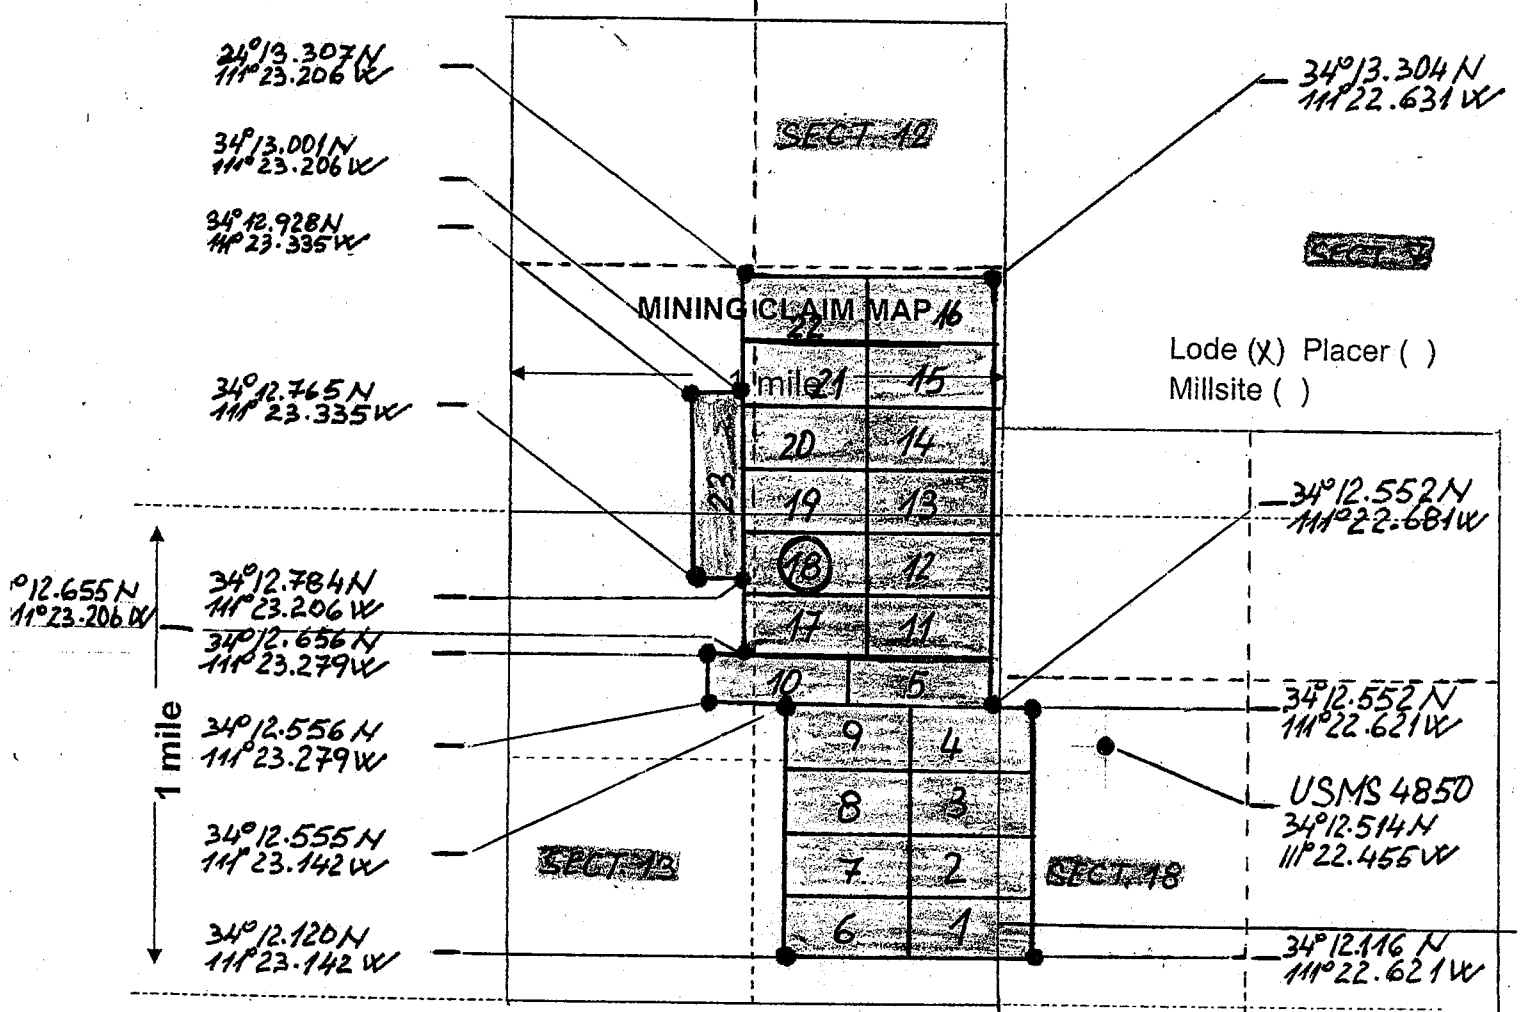 24°13.307N
111°23.206W
34°13.001N
111°23.206W
34°12.928N
111°23.335W
34°12.765N
111°23.335W
°12.655N
11°23.206W
34°12.784N
111°23.206W
34°12.656N
111°23.279W
34°12.556N
111°23.279W
34°12.555N
111°23.142W
34°12.120N
111°23.142W
1 mile
SECT. 12
MINING CLAIM MAP
22 16
1 mile 21 15
20 14
23 19 13
18 12
17 11
10 5
9 4
8 3
7 2
6 1
SECT. 13
SECT. 18
34°13.304N
111°22.631W
Lode (X) Placer ( )
Millsite ( )
34°12.552N
111°22.681W
34°12.552N
111°22.621W
USMS 4850
34°12.514N
111°22.455W
34°12.116 N
111°22.621W